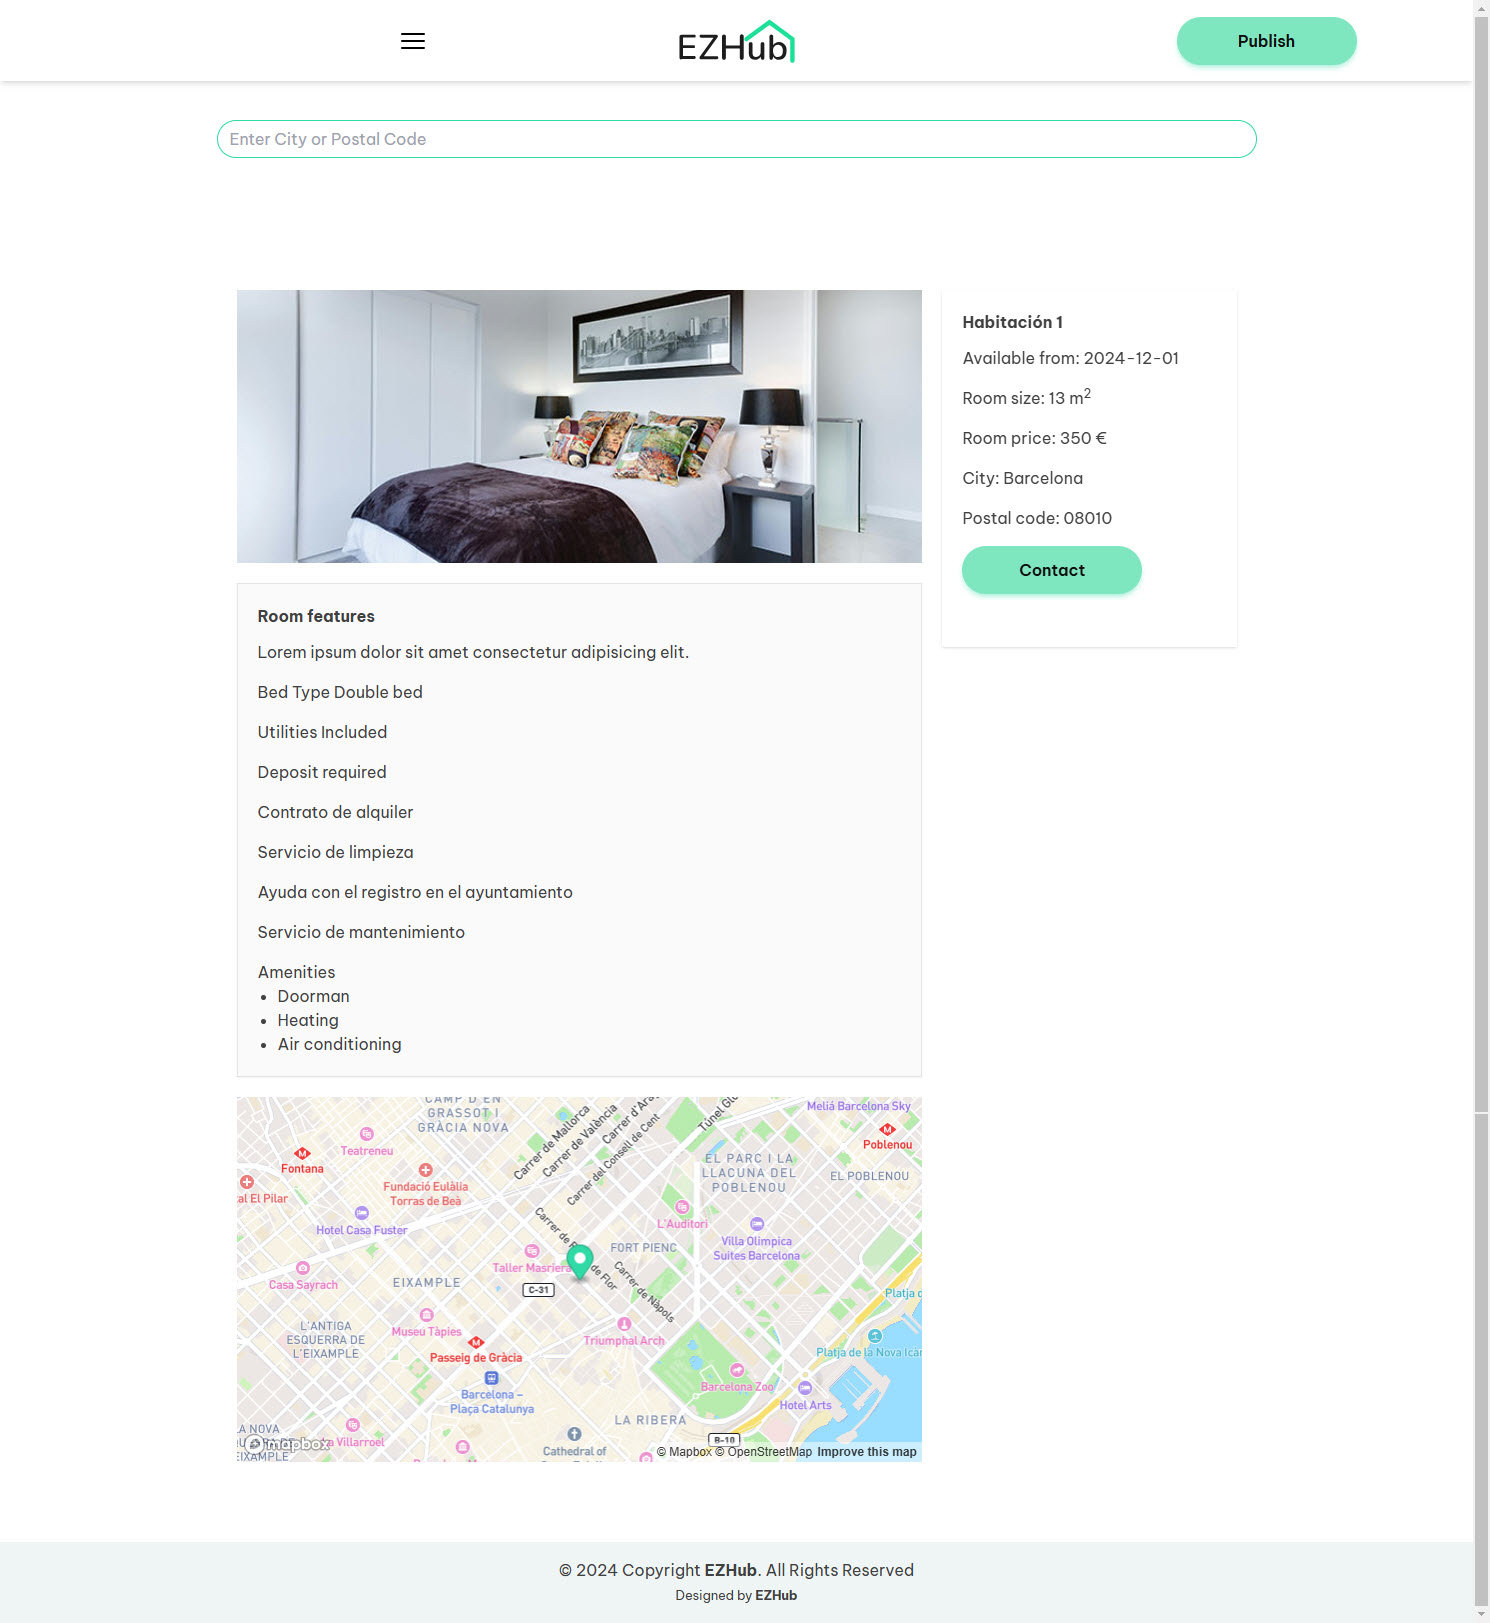 EZHub
Publish
Enter City or Postal Code
Habitación 1
Available from: 2024-12-01
Room size: 13 m2
Room price: 350 €
City: Barcelona
Postal code: 08010
Contact
Room features
Lorem ipsum dolor sit amet consectetur adipisicing elit.
Bed Type Double bed
Utilities Included
Deposit required
Contrato de alquiler
Servicio de limpieza
Ayuda con el registro en el ayuntamiento
Servicio de mantenimiento
Amenities
• Doorman
• Heating
• Air conditioning
CAMP D'EN
GRASSOT I
GRÀCIA NOVA
Carrer de Mallorca
Carrer de València
Carrer d'Ara
Carrer del Consell de Cent
Túnel Glò
Meliá Barcelona Sky
Poblenou
Teatreneu
Fontana
Fundació Eulàlia
Torras de Beà
EL PARC I LA
LLACUNA DEL
POBLENOU
EL POBLENOU
al El Pilar
Hotel Casa Fuster
L'Auditori
Villa Olimpica
Suites Barcelona
FORT PIENC
Taller Masriera
C-31
Carrer de Nàpols
Casa Sayrach
EIXAMPLE
Platja d
L'ANTIGA
ESQUERRA DE
L'EIXAMPLE
Museu Tàpies
Triumphal Arch
Passeig de Gràcia
Platja de la Nova Icàr
Barcelona Zoo
Hotel Arts
Barcelona –
Plaça Catalunya
LA RIBERA
LA NOVA
EIXAMPLE
Villarroel
mapbox
Cathedral of
B-10
© Mapbox © OpenStreetMap Improve this map
© 2024 Copyright EZHub. All Rights Reserved
Designed by EZHub